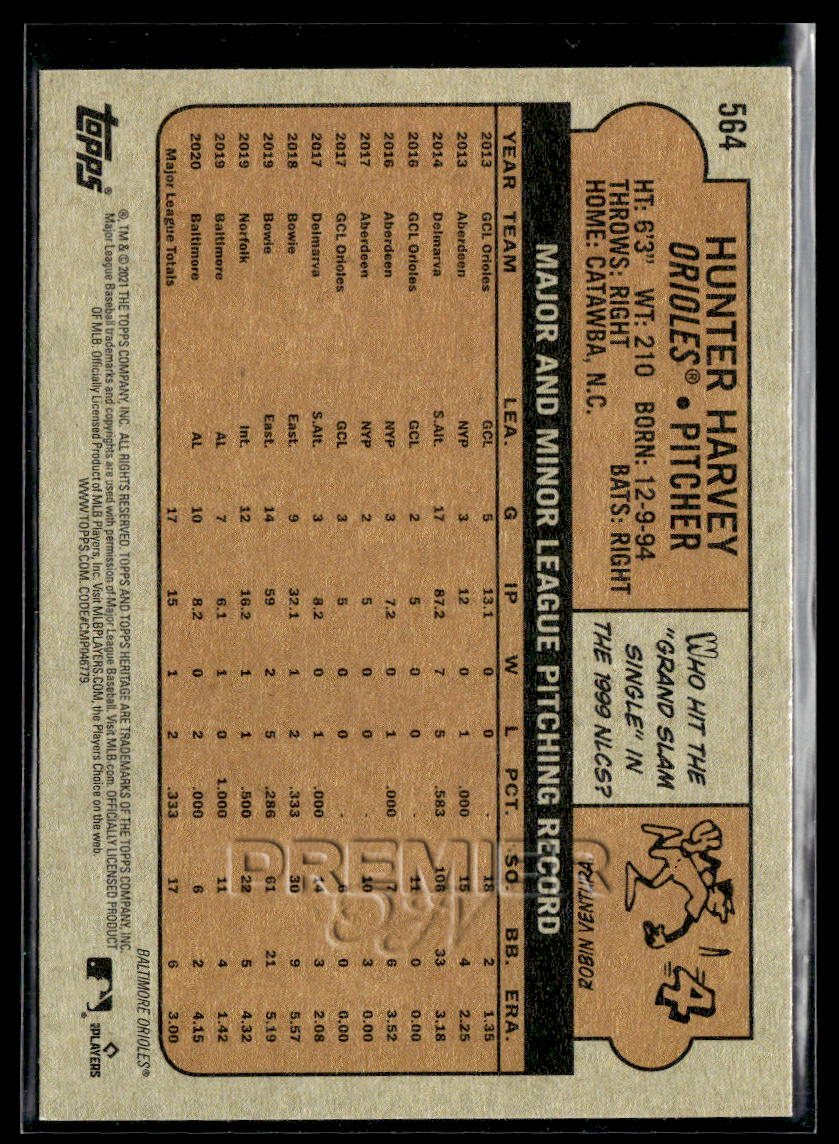 564
HUNTER HARVEY
ORIOLES® • PITCHER
HT: 6'3" WT: 210 BORN: 12-9-94
THROWS: RIGHT BATS: RIGHT
HOME: CATAWBA, N.C.
WHO HIT THE
"GRAND SLAM
SINGLE" IN
THE 1999 NLCS?
4
ROBIN VENTURA
MAJOR AND MINOR LEAGUE PITCHING RECORD
YEAR TEAM LEA. G IP W L PCT. SO. BB. ERA.
2013 GCL Orioles GCL 5 13.1 0 0 - 18 2 1.35
2013 Aberdeen NYP 3 12 0 1 .000 15 4 2.25
2014 Delmarva S.Atl. 17 87.2 7 5 .583 106 33 3.18
2016 GCL Orioles GCL 2 5 0 0 - 11 0 0.00
2016 Aberdeen NYP 3 7.2 0 1 .000 7 6 3.52
2017 Aberdeen NYP 2 5 0 0 - 10 3 0.00
2017 GCL Orioles GCL 3 5 0 0 - 6 0 0.00
2017 Delmarva S.Atl. 3 8.2 0 1 .000 14 3 2.08
2018 Bowie East. 9 32.1 1 2 .333 30 9 5.57
2019 Bowie East. 14 59 2 5 .286 61 21 5.19
2019 Norfolk Int. 12 16.2 1 1 .500 22 5 4.32
2019 Baltimore AL 7 6.1 1 0 1.000 11 4 1.42
2020 Baltimore AL 10 8.2 0 2 .000 6 2 4.15
Major League Totals 17 15 1 2 .333 17 6 3.00
PREMIER
BALTIMORE ORIOLES®
topps®
®, TM & © 2021 THE TOPPS COMPANY, INC. ALL RIGHTS RESERVED. TOPPS AND TOPPS HERITAGE ARE TRADEMARKS OF THE TOPPS COMPANY, INC.
Major League Baseball trademarks and copyrights are used with permission of Major League Baseball. Visit MLB.com. OFFICIALLY LICENSED PRODUCT
OF MLB. Officially Licensed Product of MLB Players, Inc. Visit MLBPLAYERS.COM, the Players Choice on the web.
WWW.TOPPS.COM. CODE#CMP046779.
PLAYERS